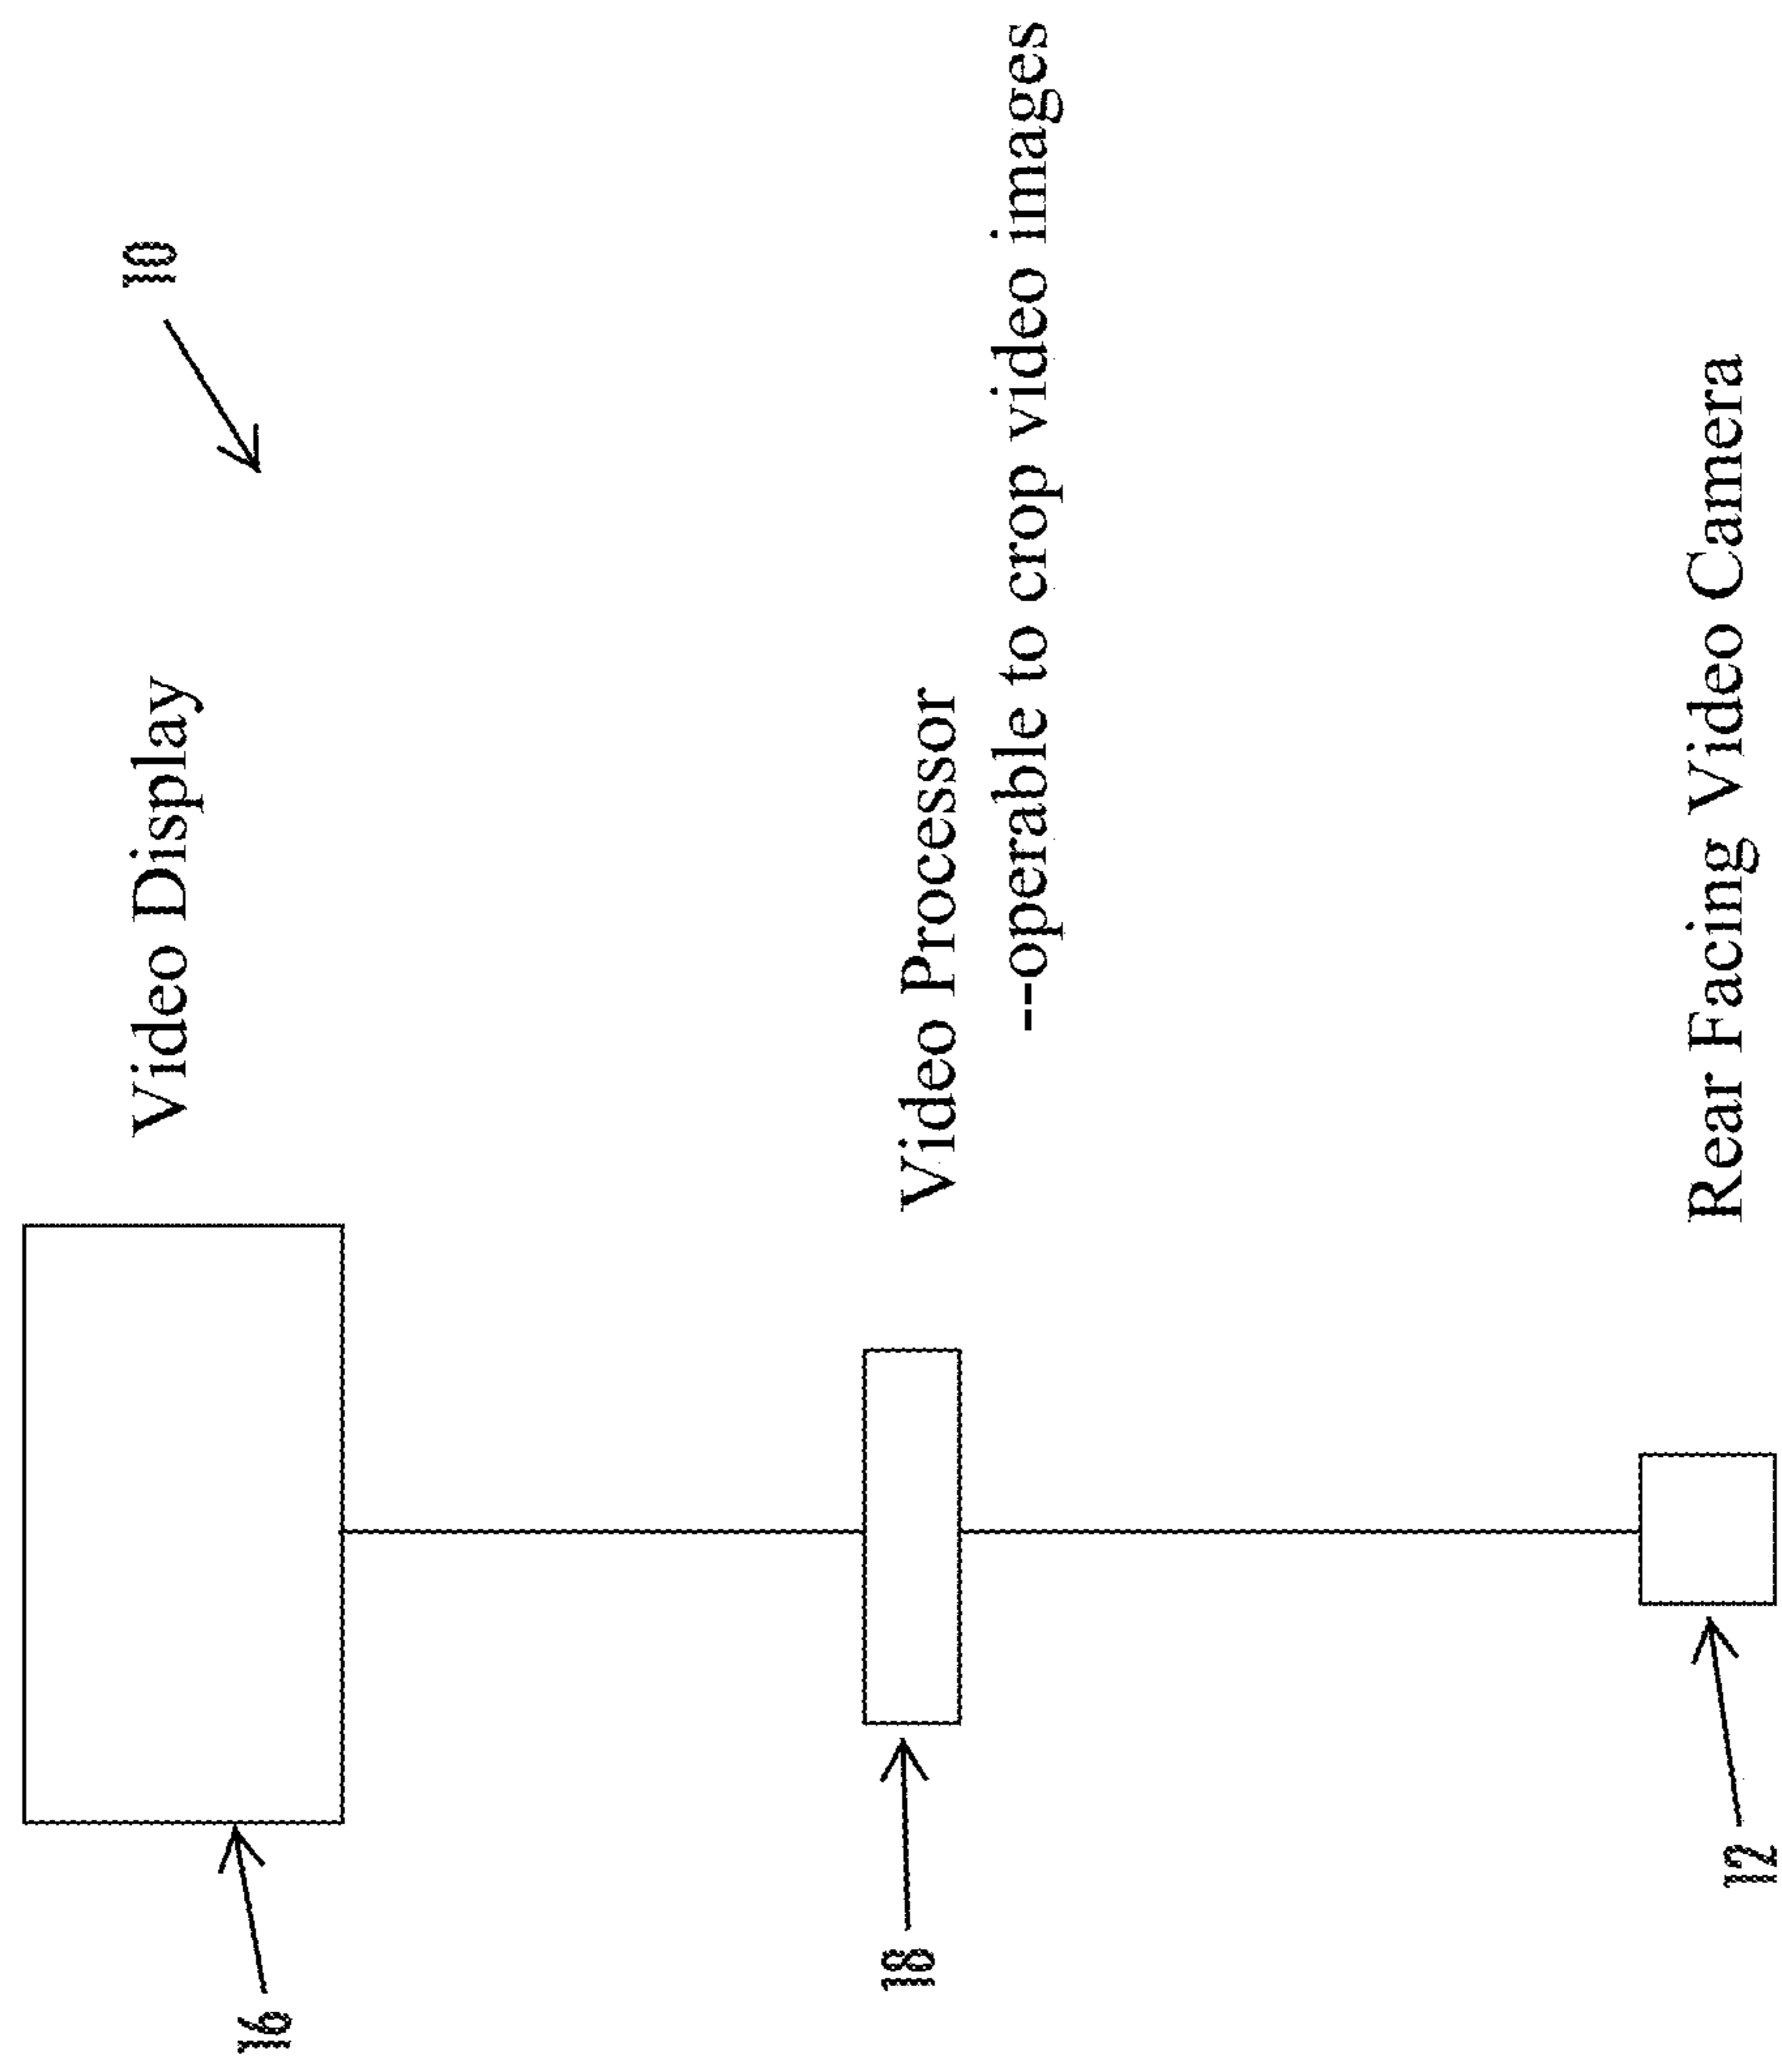 10
Video Display
16
Video Processor
--operable to crop video images
18
Rear Facing Video Camera
12